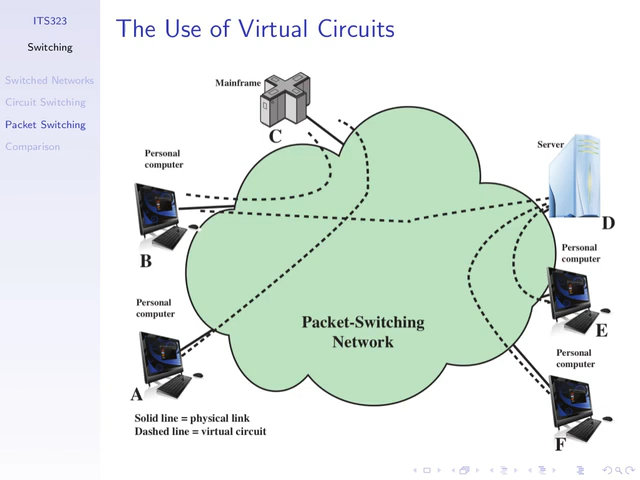 ITS323
Switching
Switched Networks
Circuit Switching
Packet Switching
Comparison
The Use of Virtual Circuits
Mainframe
C
Personal
computer
B
Server
D
Personal
computer
E
Personal
computer
A
Packet-Switching
Network
Personal
computer
F
Solid line = physical link
Dashed line = virtual circuit